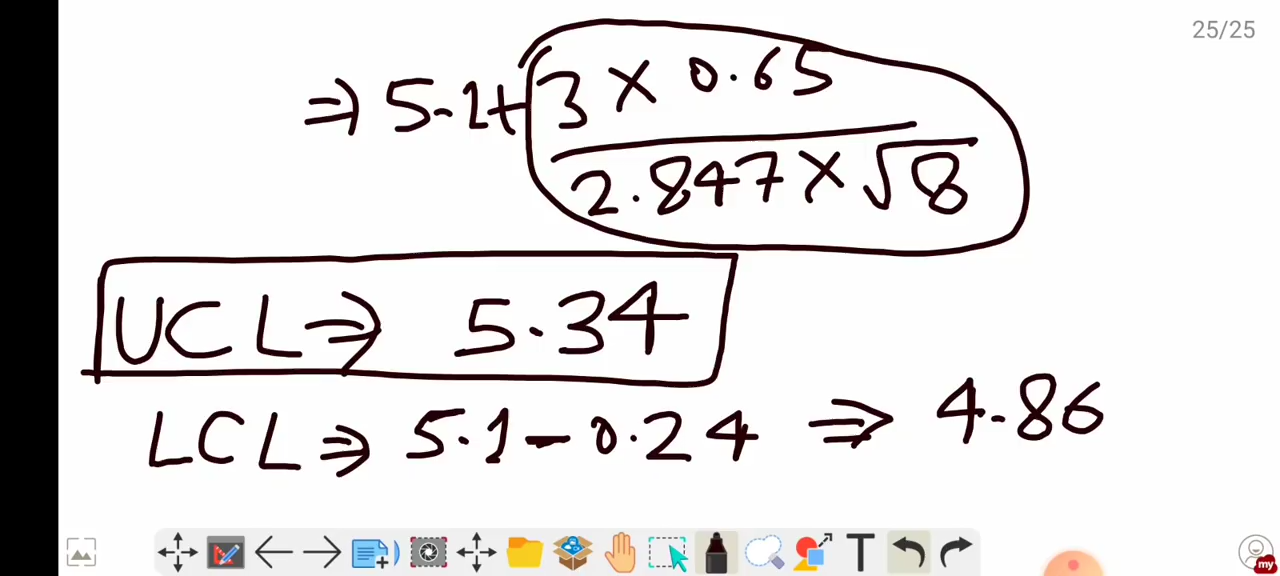 25/25
⇒ 5.1 + 3 × 0.65
2.847 × √8
UCL ⇒ 5.34
LCL ⇒ 5.1 - 0.24 ⇒ 4.86
T
my